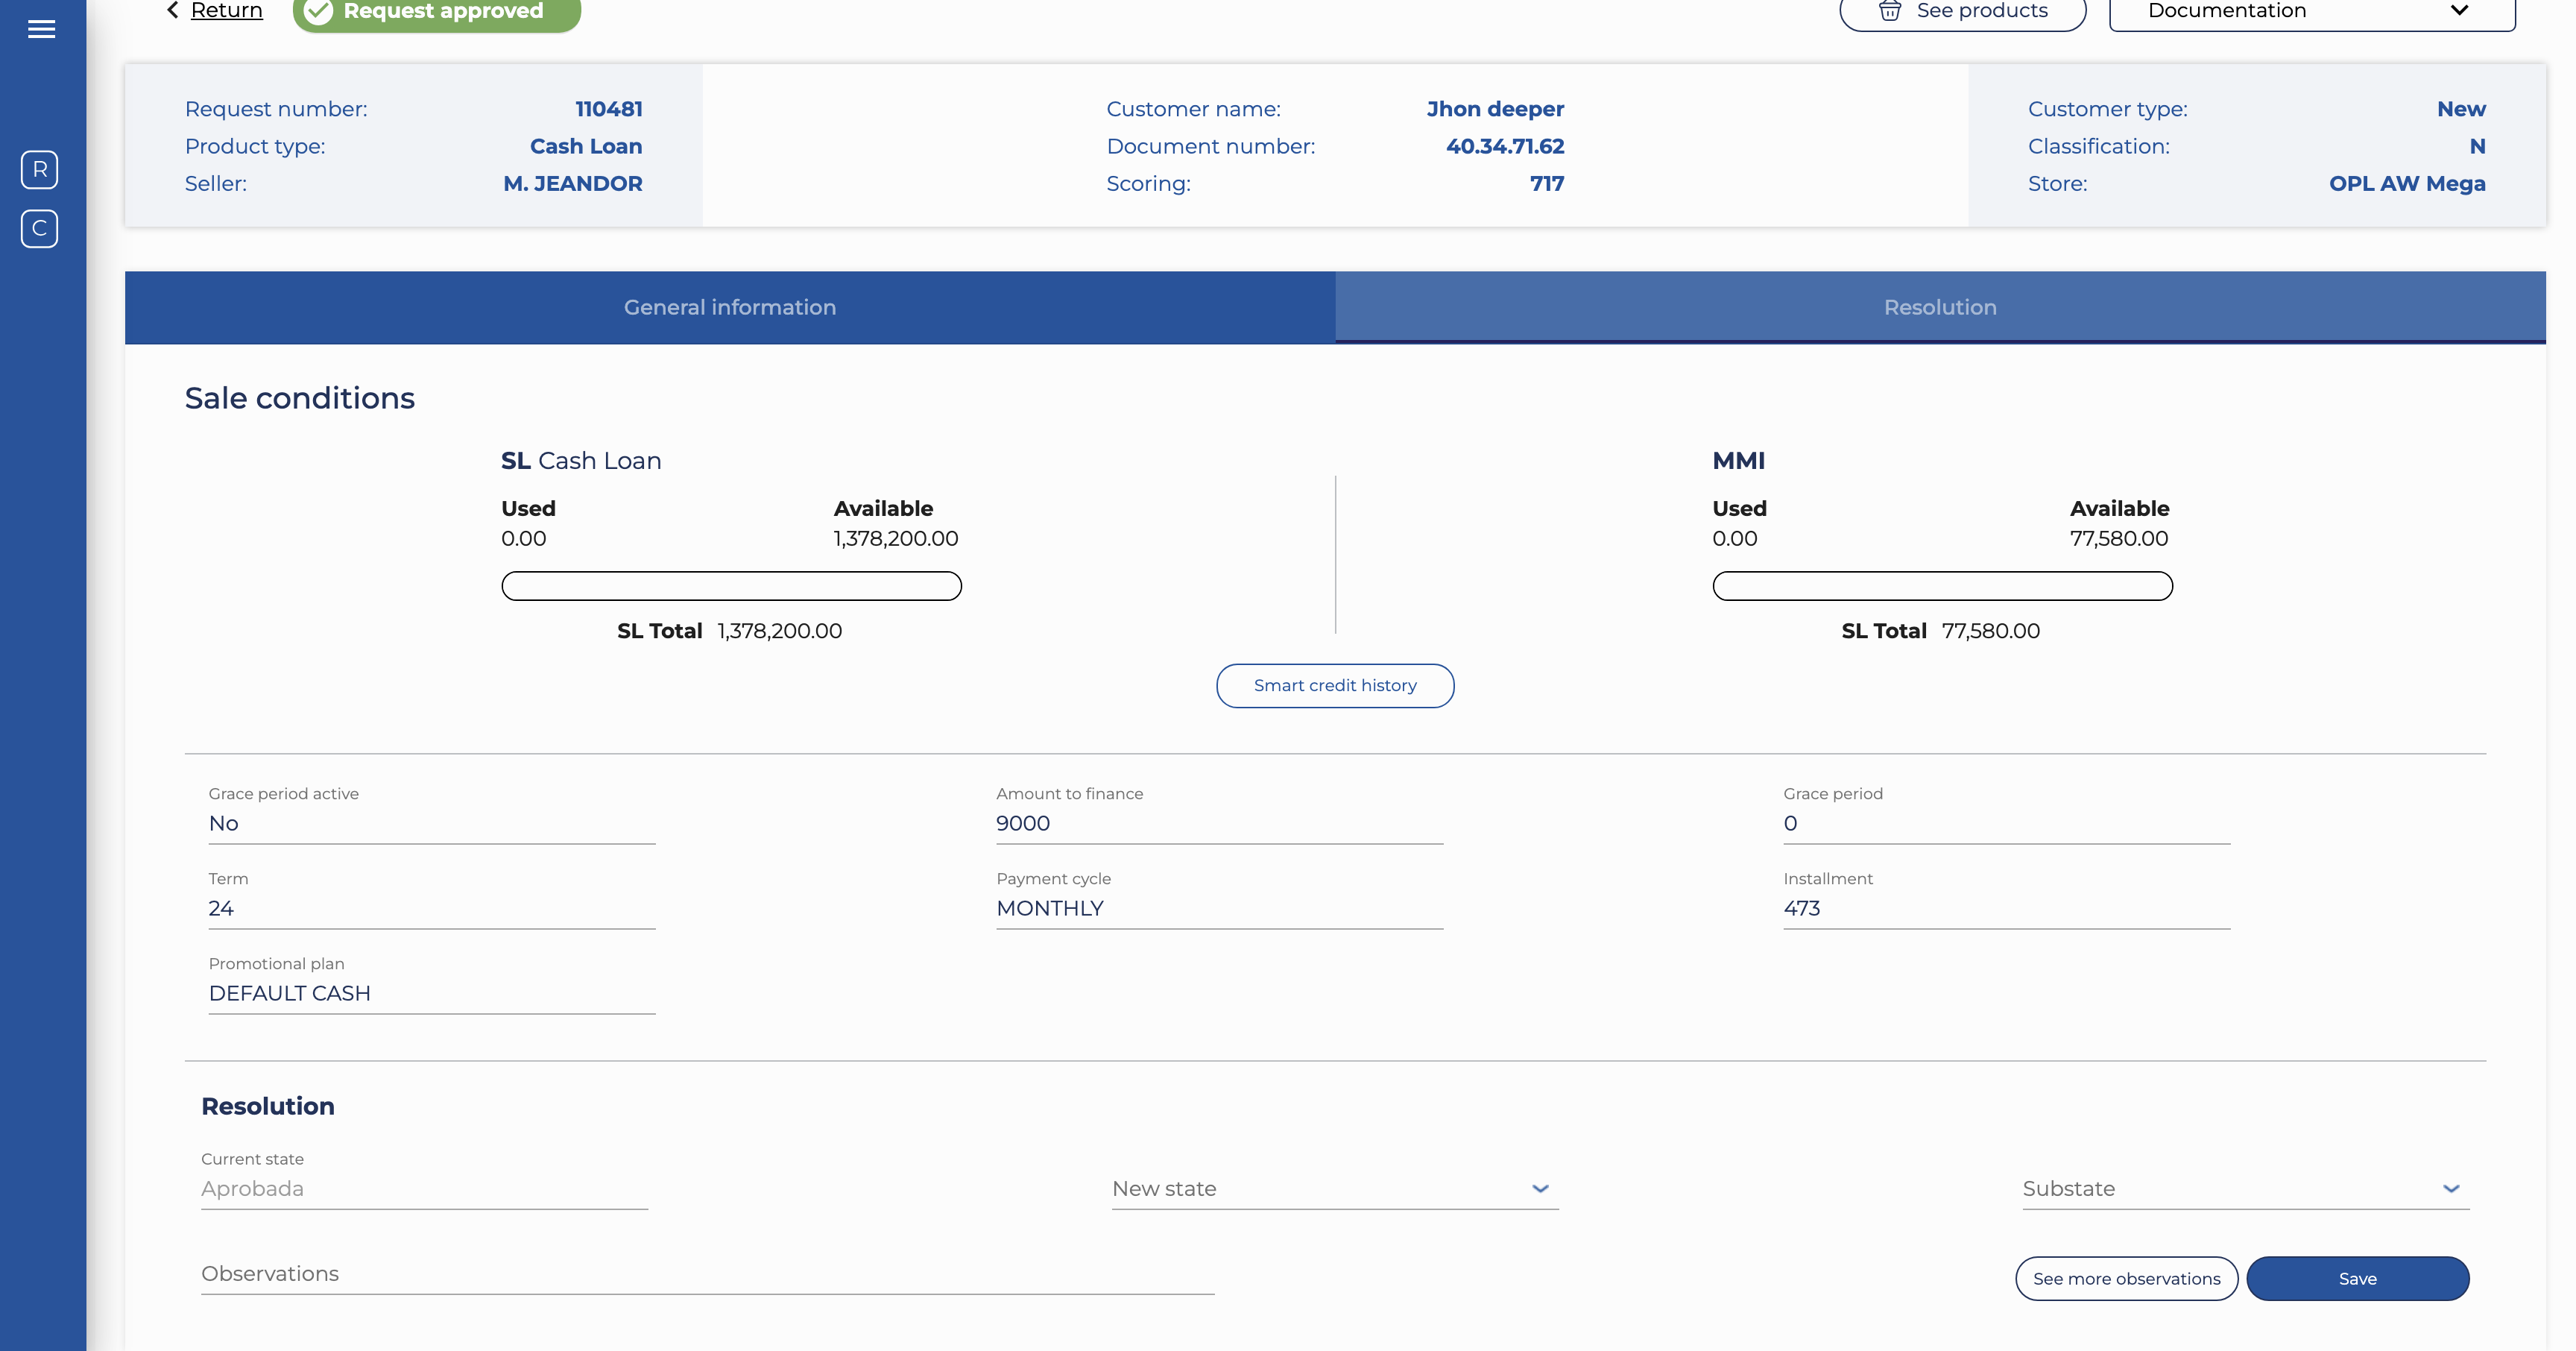 Return
Request approved
See products
Documentation
R
C
Request number: 110481
Product type: Cash Loan
Seller: M. JEANDOR
Customer name: Jhon deeper
Document number: 40.34.71.62
Scoring: 717
Customer type: New
Classification: N
Store: OPL AW Mega
General information
Resolution
Sale conditions
SL Cash Loan
Used Available
0.00 1,378,200.00
SL Total 1,378,200.00
MMI
Used Available
0.00 77,580.00
SL Total 77,580.00
Smart credit history
Grace period active
No
Amount to finance
9000
Grace period
0
Term
24
Payment cycle
MONTHLY
Installment
473
Promotional plan
DEFAULT CASH
Resolution
Current state
Aprobada
New state
Substate
Observations
See more observations
Save